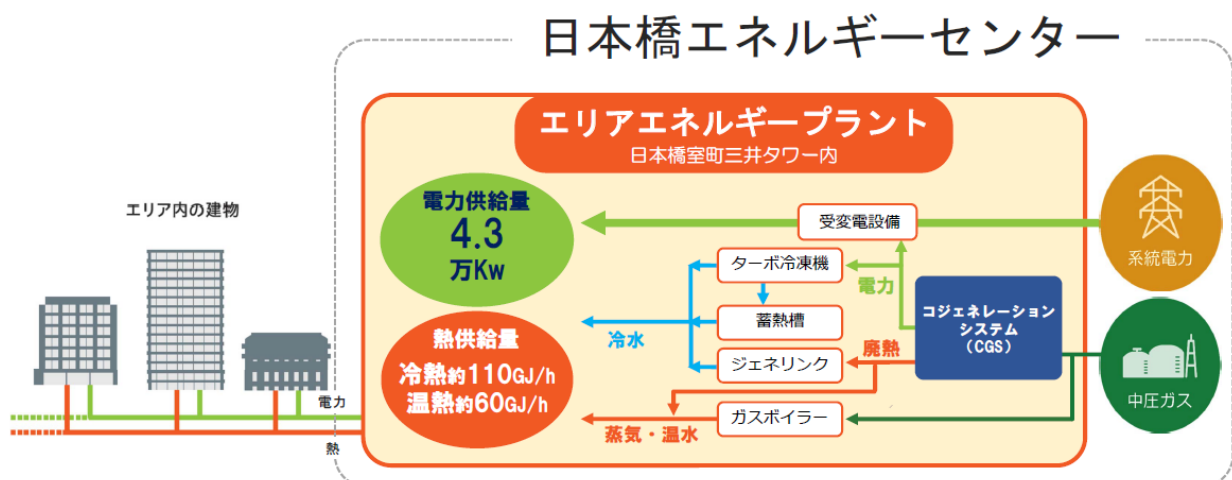 日本橋エネルギーセンター
エリアエネルギープラント
日本橋室町三井タワー内
エリア内の建物
電力供給量
4.3
万Kw
受変電設備
系統電力
ターボ冷凍機
電力
蓄熱槽
冷水
コジェネレーション
システム
(CGS)
熱供給量
冷熱約110GJ/h
温熱約60GJ/h
廃熱
ジェネリンク
中圧ガス
電力
ガスボイラー
蒸気・温水
熱